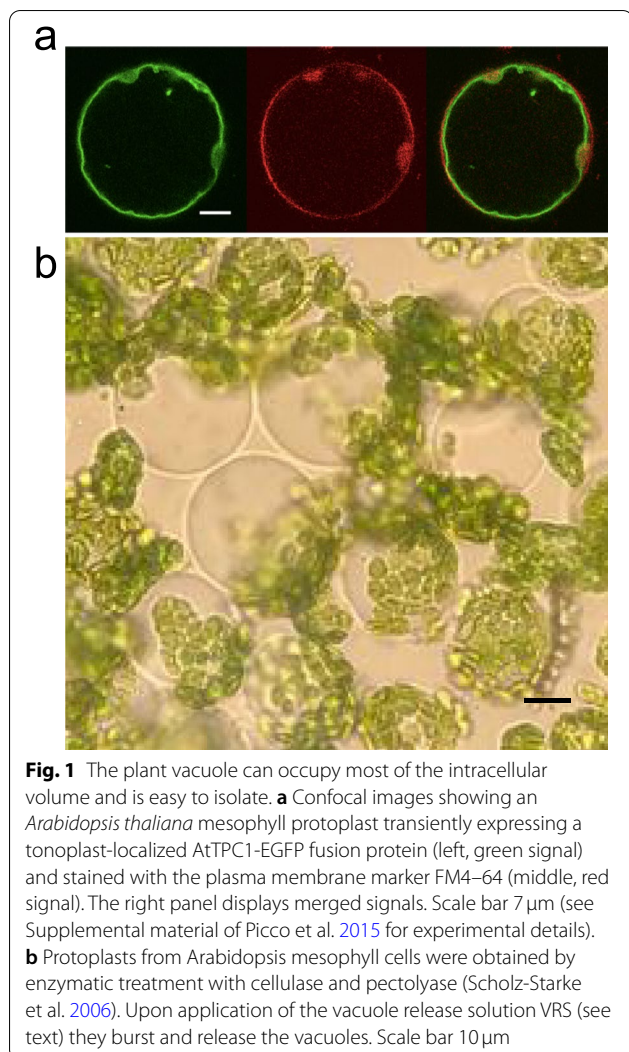 a
b
Fig. 1 The plant vacuole can occupy most of the intracellular
volume and is easy to isolate. a Confocal images showing an
Arabidopsis thaliana mesophyll protoplast transiently expressing a
tonoplast-localized AtTPC1-EGFP fusion protein (left, green signal)
and stained with the plasma membrane marker FM4–64 (middle, red
signal). The right panel displays merged signals. Scale bar 7 µm (see
Supplemental material of Picco et al. 2015 for experimental details).
b Protoplasts from Arabidopsis mesophyll cells were obtained by
enzymatic treatment with cellulase and pectolyase (Scholz-Starke
et al. 2006). Upon application of the vacuole release solution VRS (see
text) they burst and release the vacuoles. Scale bar 10 µm